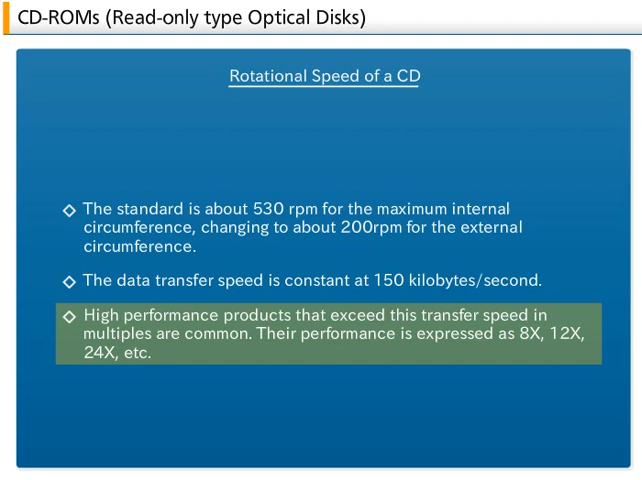 CD-ROMs (Read-only type Optical Disks)
Rotational Speed of a CD
◇ The standard is about 530 rpm for the maximum internal
circumference, changing to about 200rpm for the external
circumference.
◇ The data transfer speed is constant at 150 kilobytes/second.
◇ High performance products that exceed this transfer speed in
multiples are common. Their performance is expressed as 8X, 12X,
24X, etc.